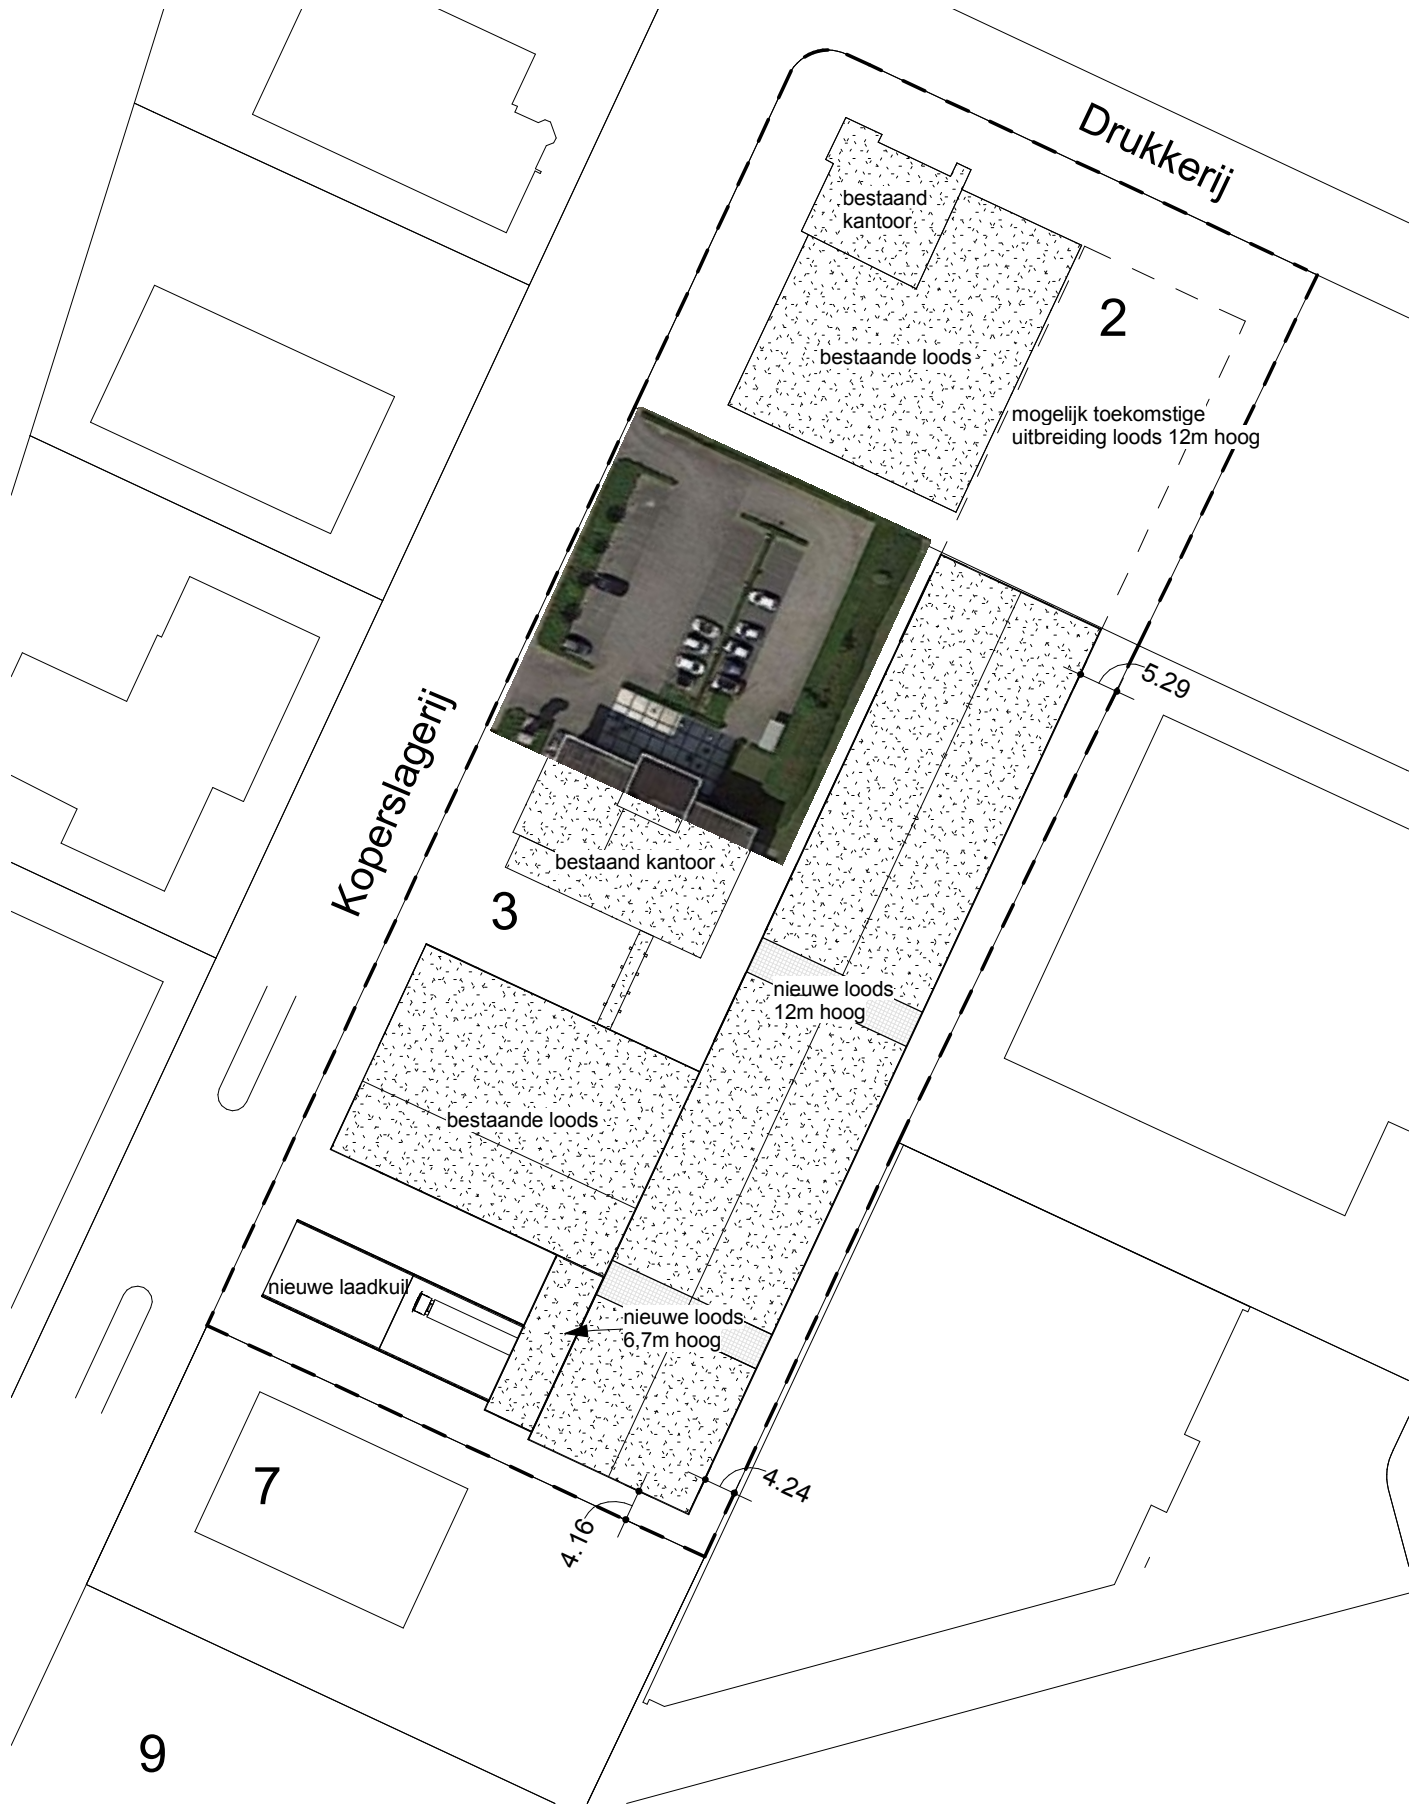 Drukkerij
bestaand
kantoor
2
bestaande loods
mogelijk toekomstige
uitbreiding loods 12m hoog
5.29
Koperslagerij
bestaand kantoor
3
nieuwe loods
12m hoog
bestaande loods
nieuwe laadkuil
nieuwe loods
6,7m hoog
7
4.24
4.16
9